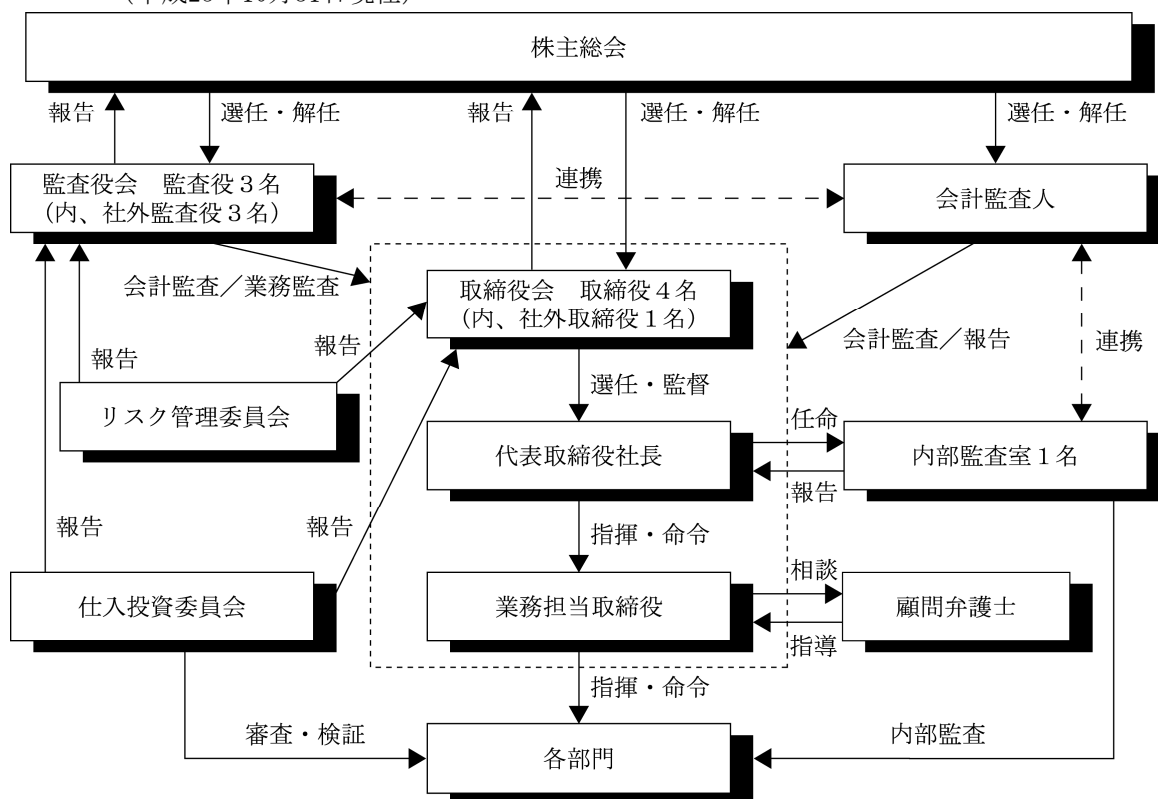 株主総会
報告
選任・解任
報告
選任・解任
選任・解任
監査役会　監査役３名
（内、社外監査役３名）
連携
会計監査人
会計監査／業務監査
取締役会　取締役４名
（内、社外取締役１名）
会計監査／報告
連携
報告
報告
選任・監督
リスク管理委員会
代表取締役社長
任命
報告
内部監査室１名
報告
報告
指揮・命令
仕入投資委員会
業務担当取締役
相談
指導
顧問弁護士
指揮・命令
審査・検証
各部門
内部監査